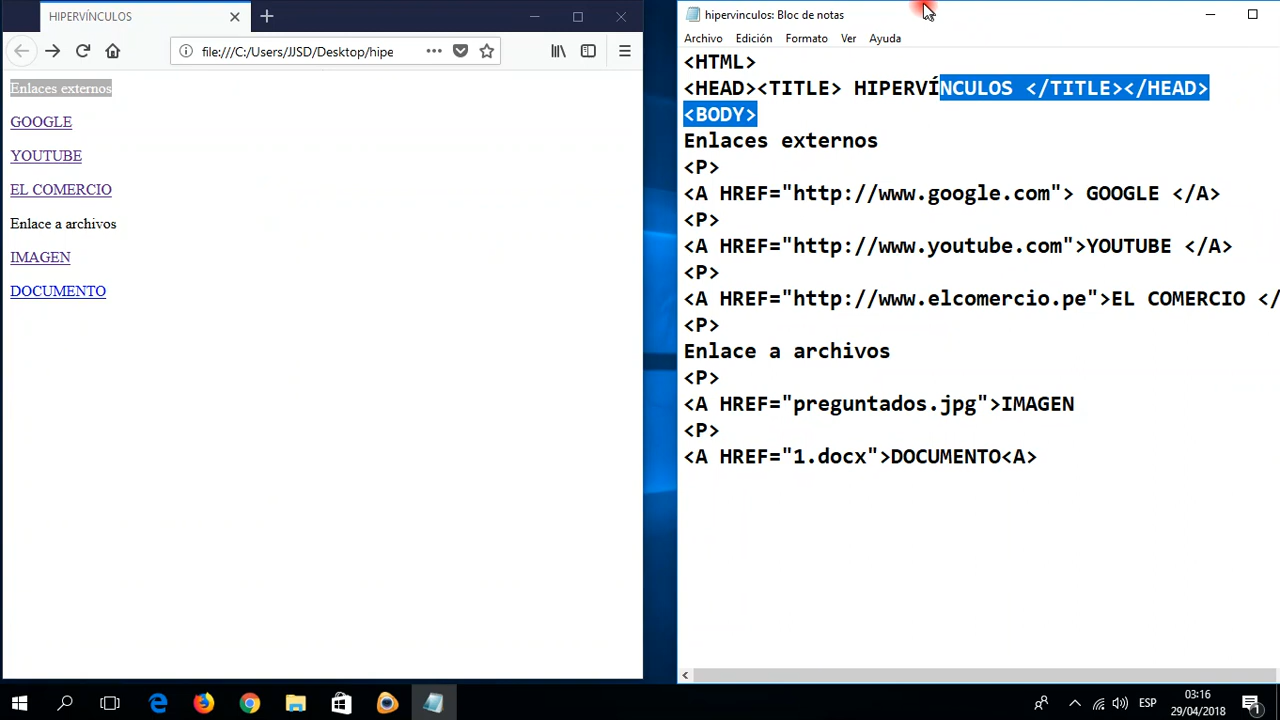 HIPERVÍNCULOS
file:///C:/Users/JJSD/Desktop/hipe
Enlaces externos
GOOGLE
YOUTUBE
EL COMERCIO
Enlace a archivos
IMAGEN
DOCUMENTO
hipervinculos: Bloc de notas
Archivo Edición Formato Ver Ayuda
<HTML>
<HEAD><TITLE> HIPERVÍNCULOS </TITLE></HEAD>
<BODY>
Enlaces externos
<P>
<A HREF="http://www.google.com"> GOOGLE </A>
<P>
<A HREF="http://www.youtube.com">YOUTUBE </A>
<P>
<A HREF="http://www.elcomercio.pe">EL COMERCIO </
<P>
Enlace a archivos
<P>
<A HREF="preguntados.jpg">IMAGEN
<P>
<A HREF="1.docx">DOCUMENTO<A>
ESP
03:16
29/04/2018
1